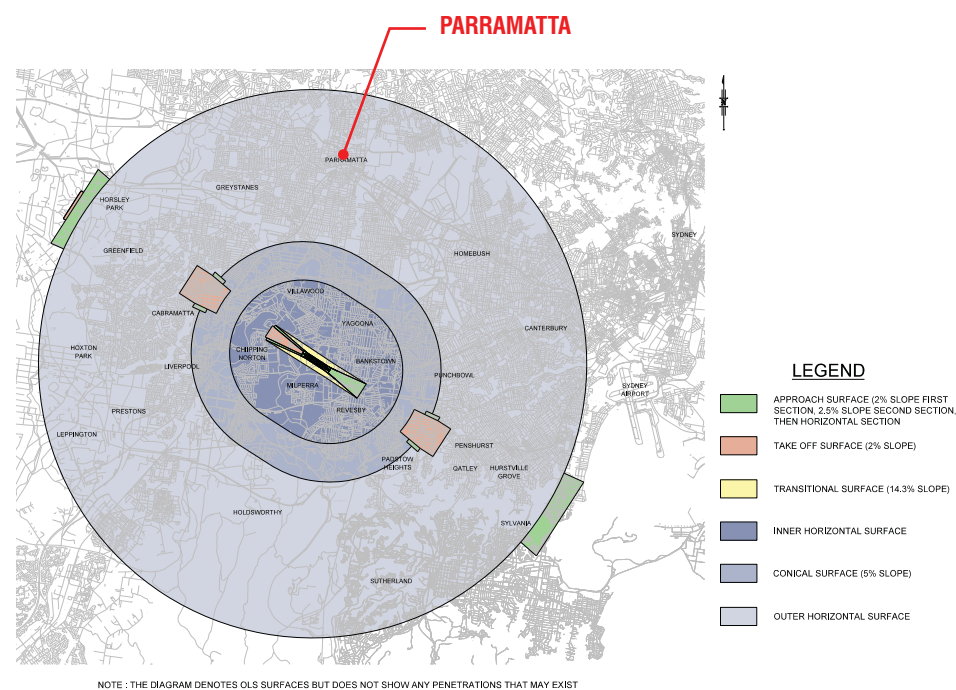 PARRAMATTA
PARRAMATTA
GREYSTANES
HORSLEY
PARK
SYDNEY
GREENFIELD
HOMEBUSH
VILLAWOOD
CABRAMATTA
YAGOONA
CANTERBURY
HOXTON
PARK
CHIPPING
NORTON
BANKSTOWN
LIVERPOOL
PUNCHBOWL
MILPERRA
SYDNEY
AIRPORT
PRESTONS
REVESBY
LEPPINGTON
PENSHURST
PADSTOW
HEIGHTS
OATLEY
HURSTVILLE
GROVE
HOLDSWORTHY
SYLVANIA
SUTHERLAND
N
LEGEND
APPROACH SURFACE (2% SLOPE FIRST
SECTION, 2.5% SLOPE SECOND SECTION,
THEN HORIZONTAL SECTION
TAKE OFF SURFACE (2% SLOPE)
TRANSITIONAL SURFACE (14.3% SLOPE)
INNER HORIZONTAL SURFACE
CONICAL SURFACE (5% SLOPE)
OUTER HORIZONTAL SURFACE
NOTE : THE DIAGRAM DENOTES OLS SURFACES BUT DOES NOT SHOW ANY PENETRATIONS THAT MAY EXIST